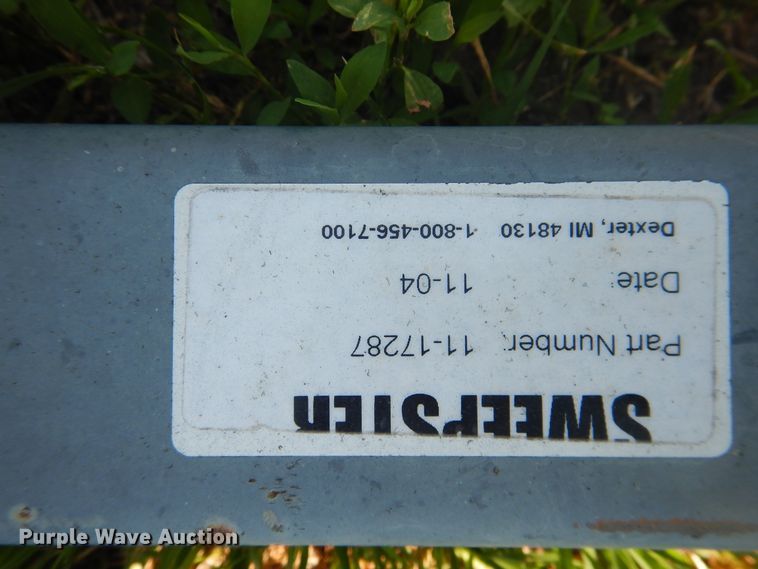 SWEEPSTER
Part Number: 11-17287
Date: 11-04
Dexter, MI 48130 1-800-456-7100
Purple Wave Auction